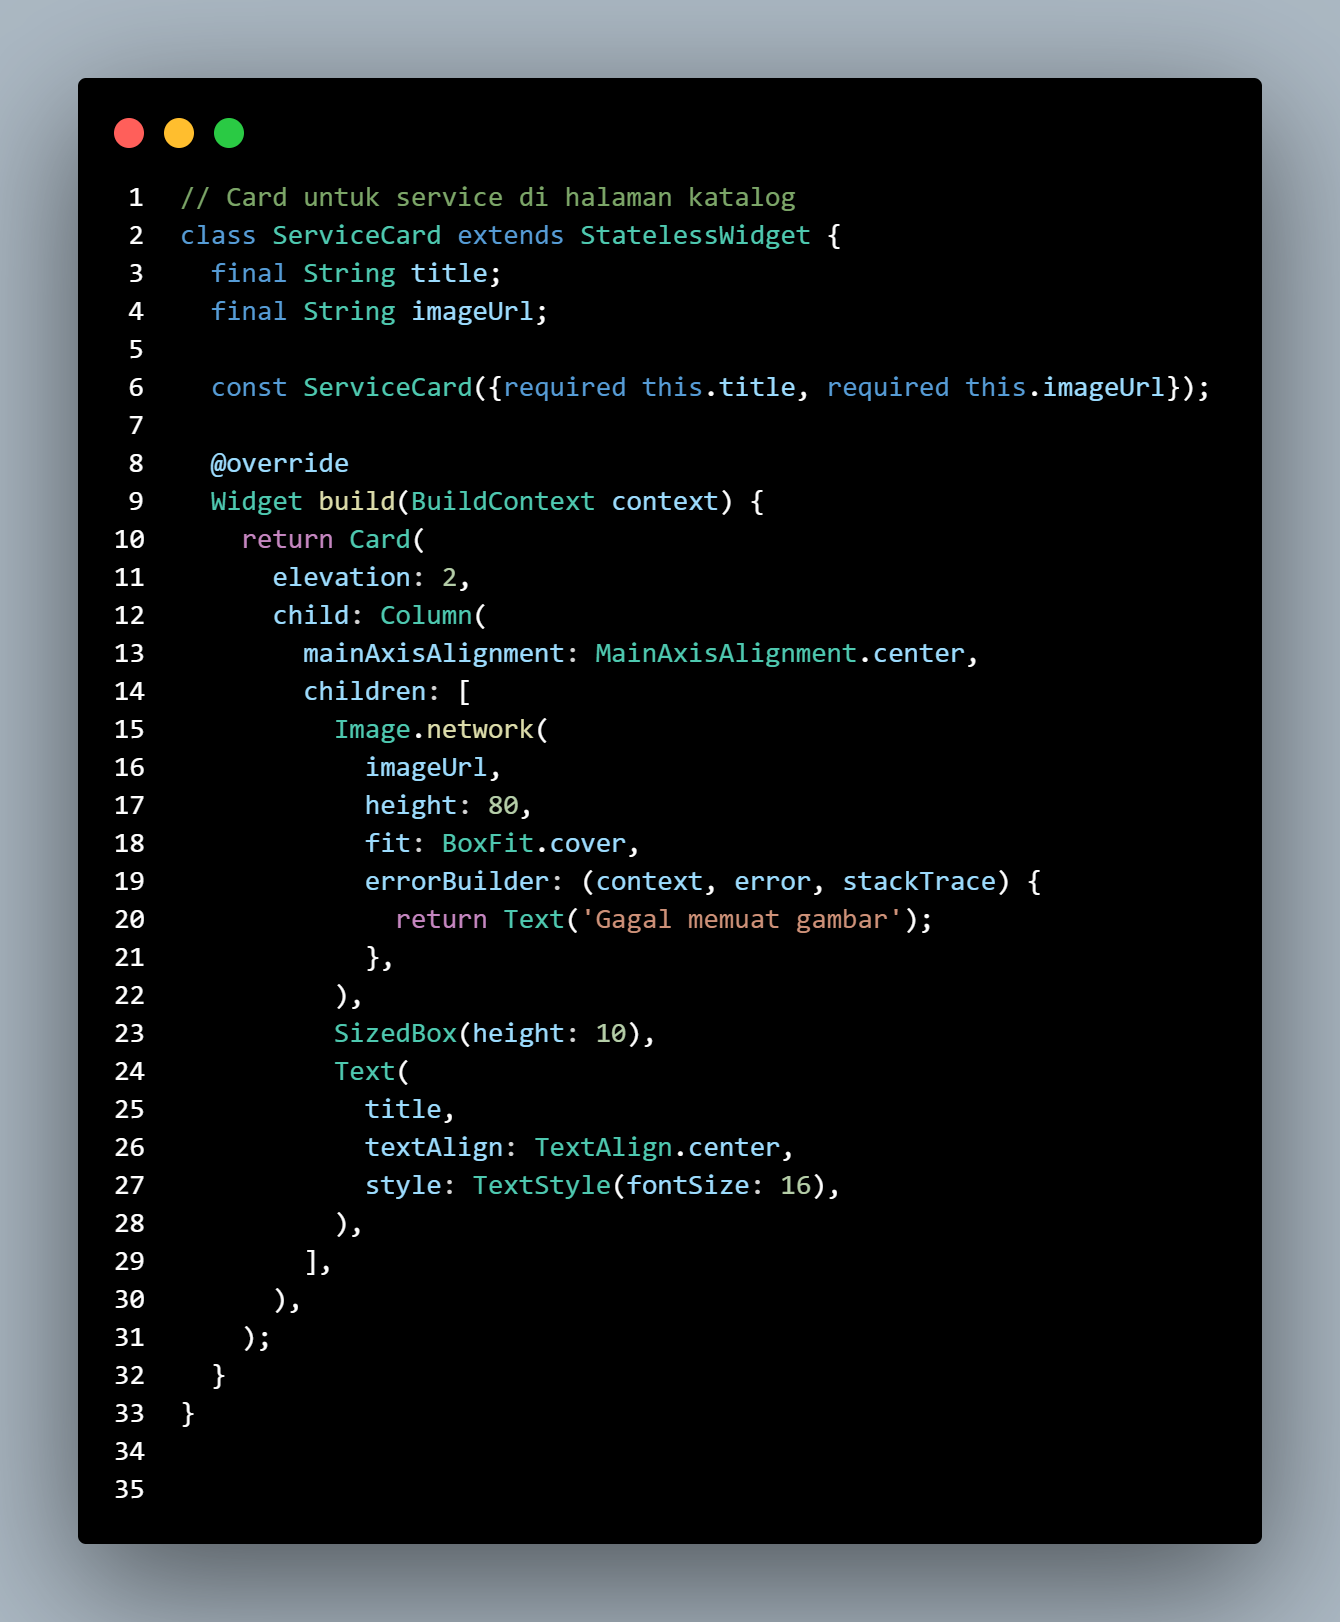 1 // Card untuk service di halaman katalog
2 class ServiceCard extends StatelessWidget {
3   final String title;
4   final String imageUrl;
5
6   const ServiceCard({required this.title, required this.imageUrl});
7
8   @override
9   Widget build(BuildContext context) {
10     return Card(
11       elevation: 2,
12       child: Column(
13         mainAxisAlignment: MainAxisAlignment.center,
14         children: [
15           Image.network(
16             imageUrl,
17             height: 80,
18             fit: BoxFit.cover,
19             errorBuilder: (context, error, stackTrace) {
20               return Text('Gagal memuat gambar');
21             },
22           ),
23           SizedBox(height: 10),
24           Text(
25             title,
26             textAlign: TextAlign.center,
27             style: TextStyle(fontSize: 16),
28           ),
29         ],
30       ),
31     );
32   }
33 }
34
35